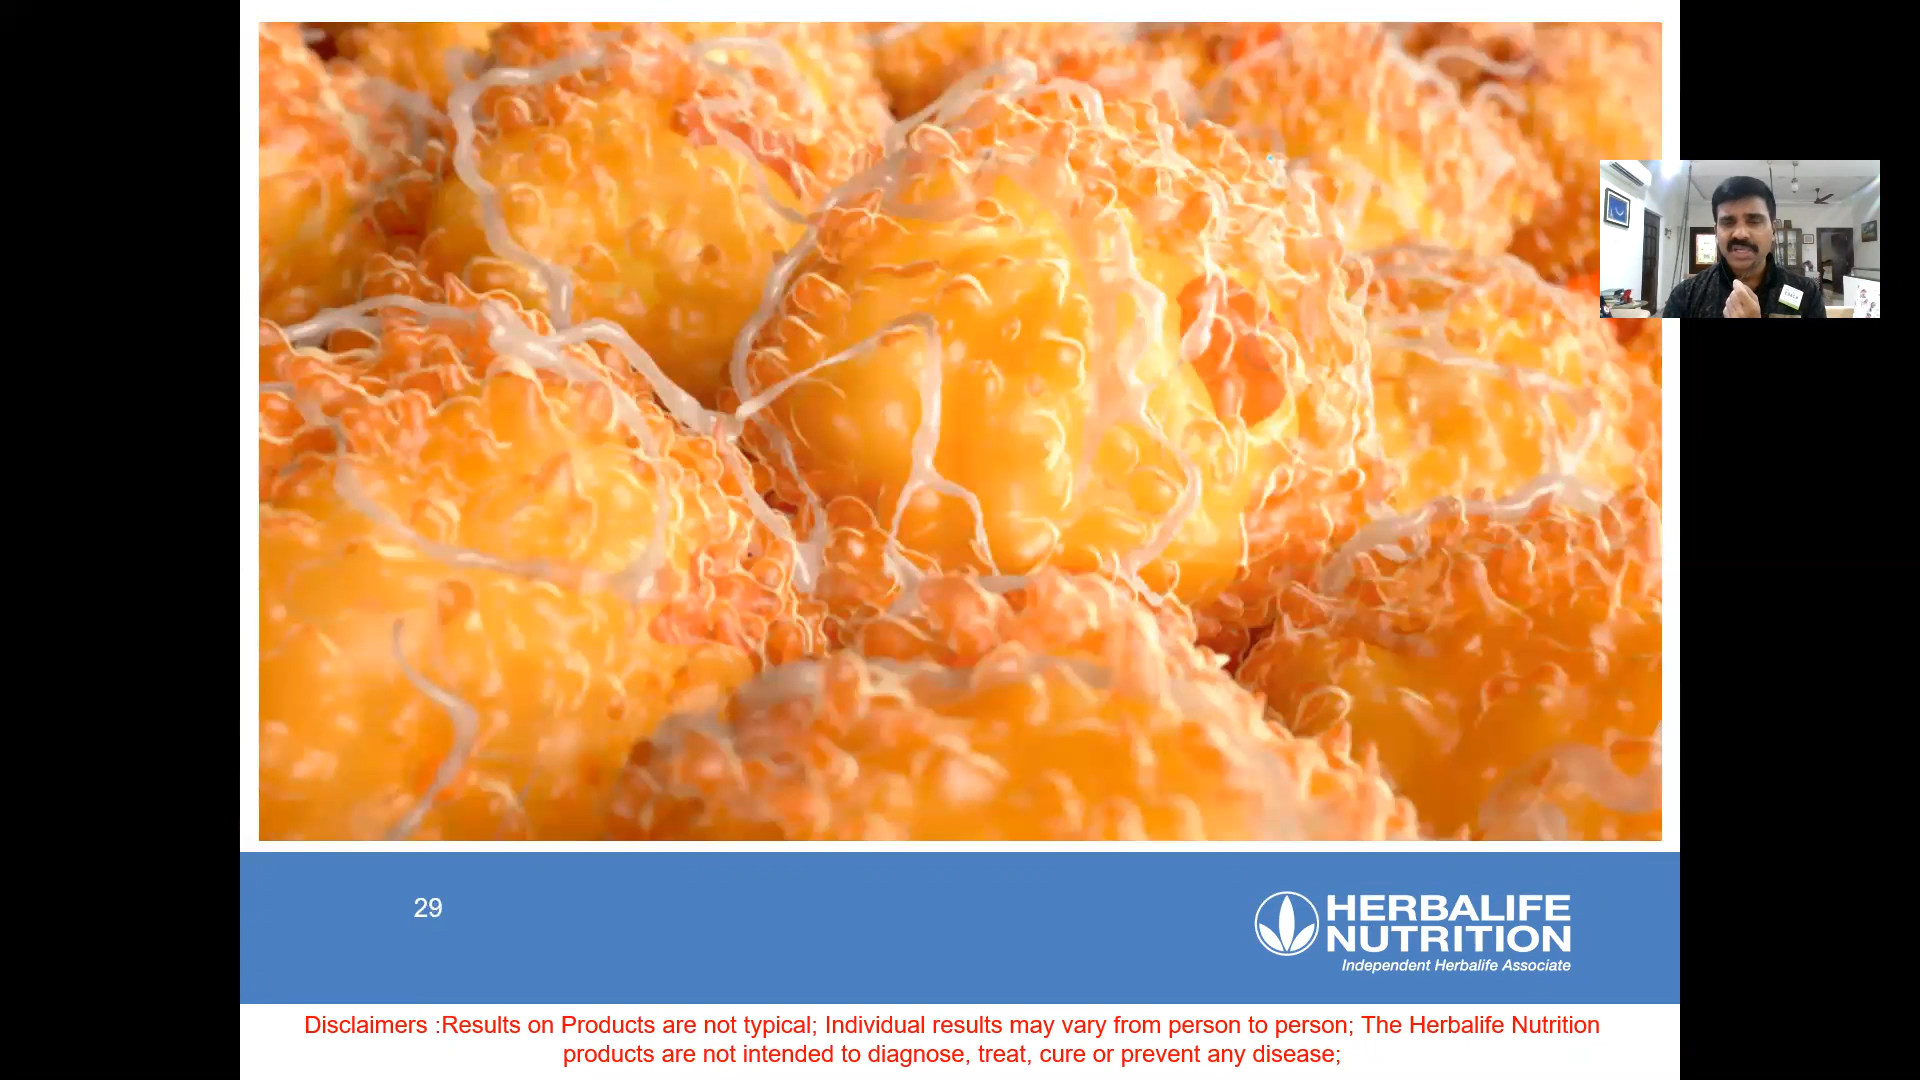 29
HERBALIFE
NUTRITION
Independent Herbalife Associate
Disclaimers :Results on Products are not typical; Individual results may vary from person to person; The Herbalife Nutrition
products are not intended to diagnose, treat, cure or prevent any disease;